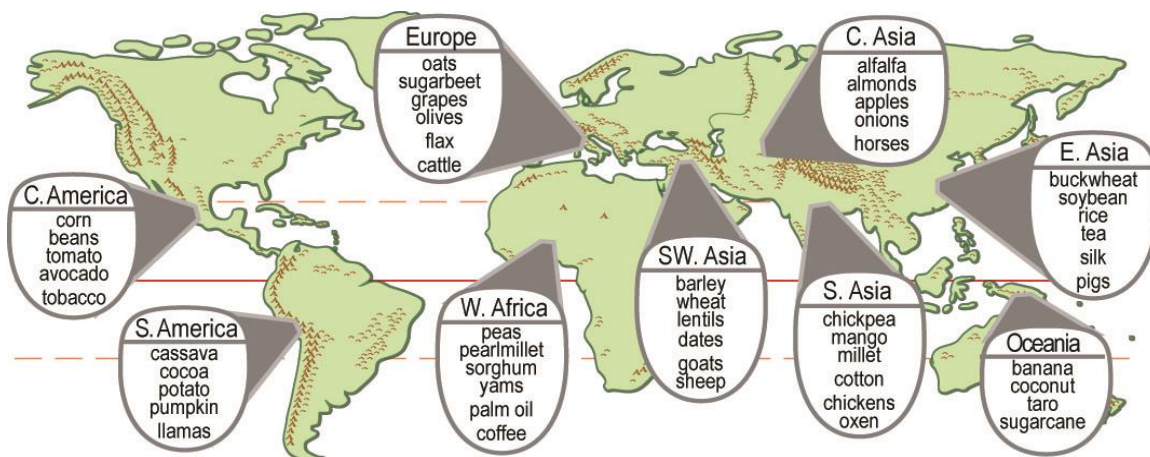 Europe
oats
sugarbeet
grapes
olives
flax
cattle
C. Asia
alfalfa
almonds
apples
onions
horses
E. Asia
buckwheat
soybean
rice
tea
silk
pigs
C. America
corn
beans
tomato
avocado
tobacco
S. America
cassava
cocoa
potato
pumpkin
llamas
W. Africa
peas
pearlmillet
sorghum
yams
palm oil
coffee
SW. Asia
barley
wheat
lentils
dates
goats
sheep
S. Asia
chickpea
mango
millet
cotton
chickens
oxen
Oceania
banana
coconut
taro
sugarcane